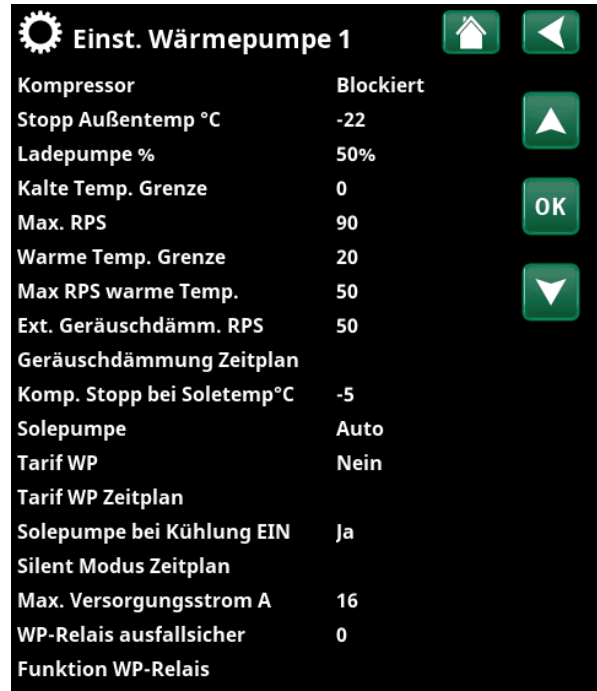 Einst. Wärmepumpe 1
Kompressor Blockiert
Stopp Außentemp °C -22
Ladepumpe % 50%
Kalte Temp. Grenze 0
OK
Max. RPS 90
Warme Temp. Grenze 20
Max RPS warme Temp. 50
Ext. Geräuschdämm. RPS 50
Geräuschdämmung Zeitplan
Komp. Stopp bei Soletemp°C -5
Solepumpe Auto
Tarif WP Nein
Tarif WP Zeitplan
Solepumpe bei Kühlung EIN Ja
Silent Modus Zeitplan
Max. Versorgungsstrom A 16
WP-Relais ausfallsicher 0
Funktion WP-Relais